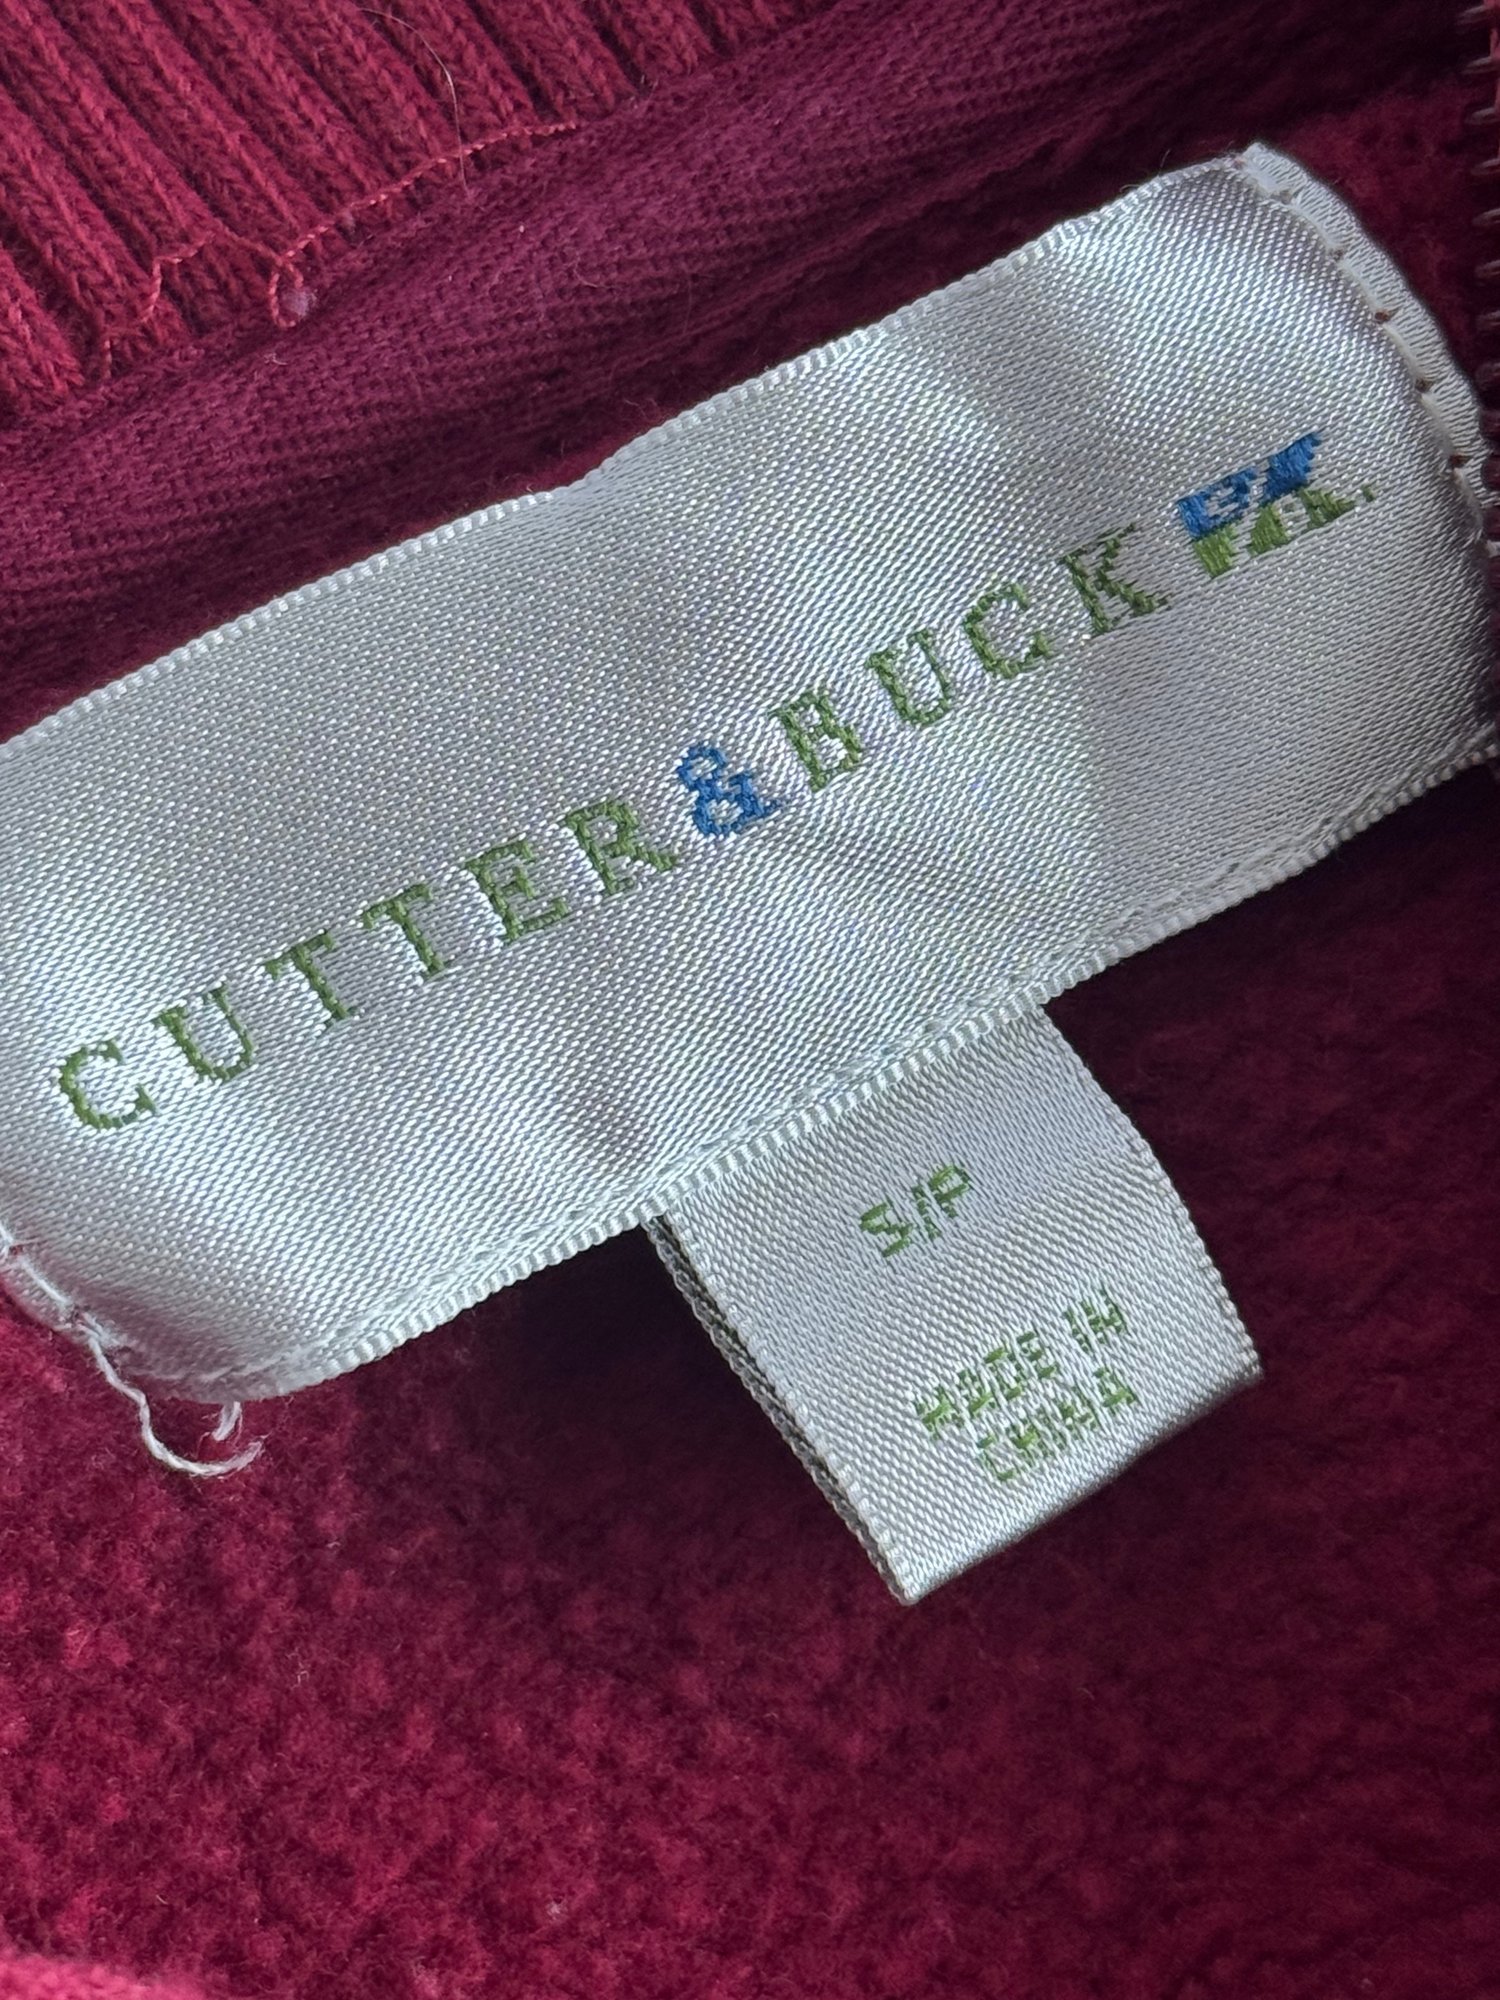 CUTTER & BUCK
S/P
MADE IN
CHINA